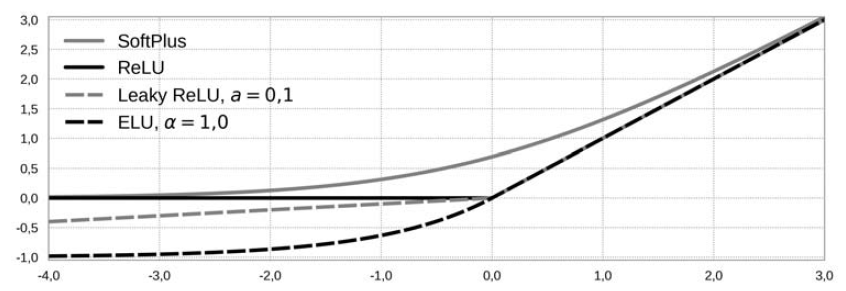 3,0
SoftPlus
2,5
ReLU
2,0
Leaky ReLU, a = 0,1
1,5
ELU, α = 1,0
1,0
0,5
0,0
-0,5
-1,0
-4,0 -3,0 -2,0 -1,0 0,0 1,0 2,0 3,0